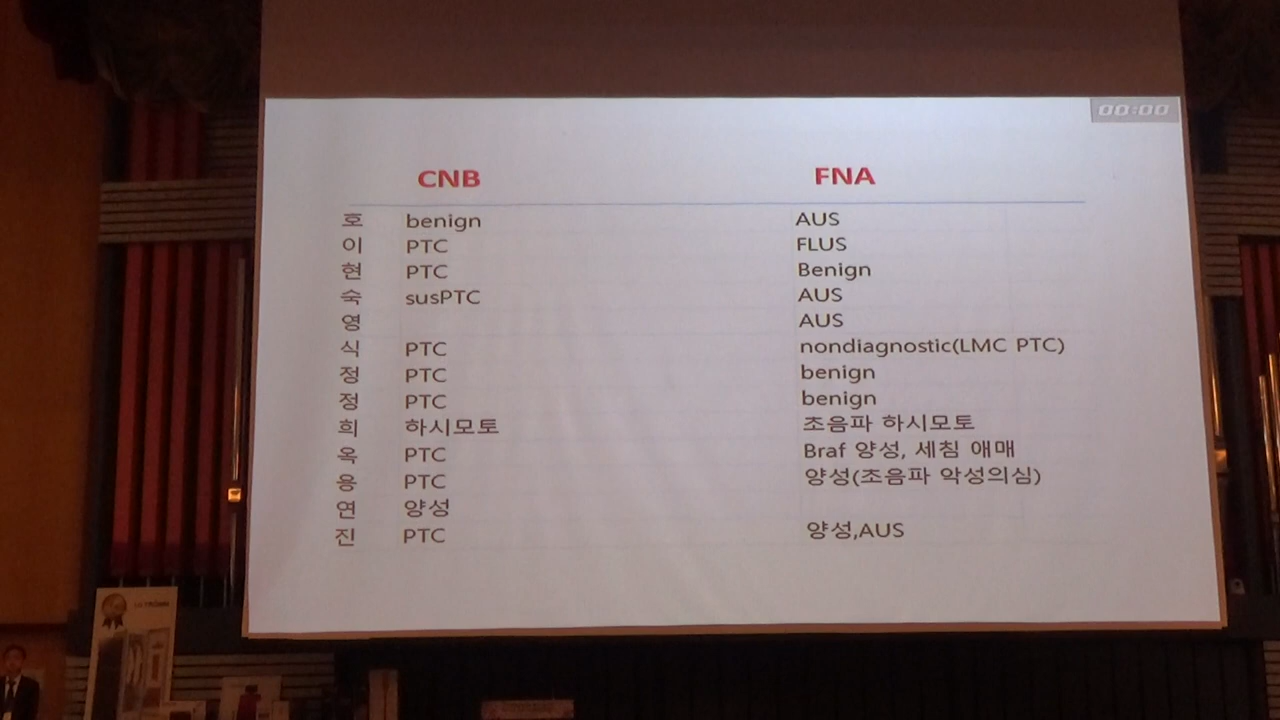 00:00
CNB FNA
호 benign AUS
이 PTC FLUS
현 PTC Benign
숙 susPTC AUS
영 AUS
식 PTC nondiagnostic(LMC PTC)
정 PTC benign
정 PTC benign
희 하시모토 초음파 하시모토
옥 PTC Braf 양성, 세침 애매
용 PTC 양성(초음파 악성의심)
연 양성
진 PTC 양성,AUS